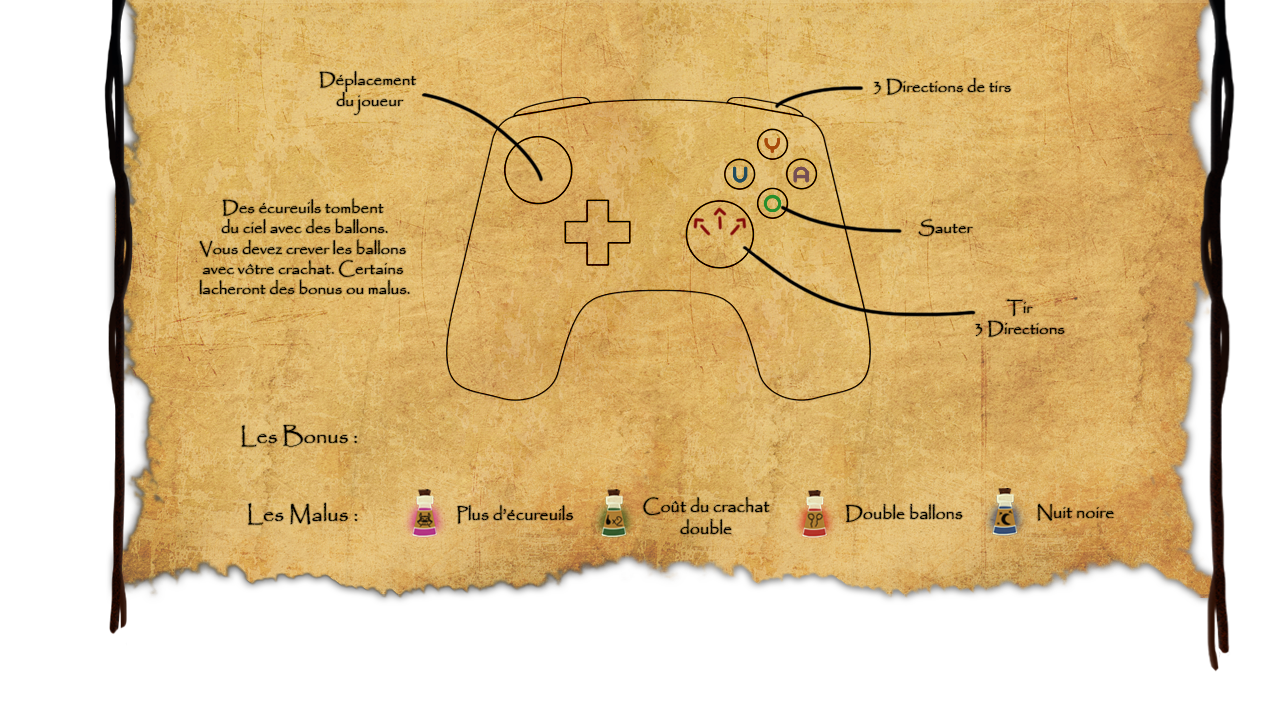 Déplacement
du joueur
3 Directions de tirs
Y
U
A
O
Sauter
Des écureuils tombent
du ciel avec des ballons.
Vous devez crever les ballons
avec vôtre crachat. Certains
lacheront des bonus ou malus.
Tir
3 Directions
Les Bonus :
Les Malus :
Plus d'écureuils
x2
Coût du crachat
double
Double ballons
Nuit noire